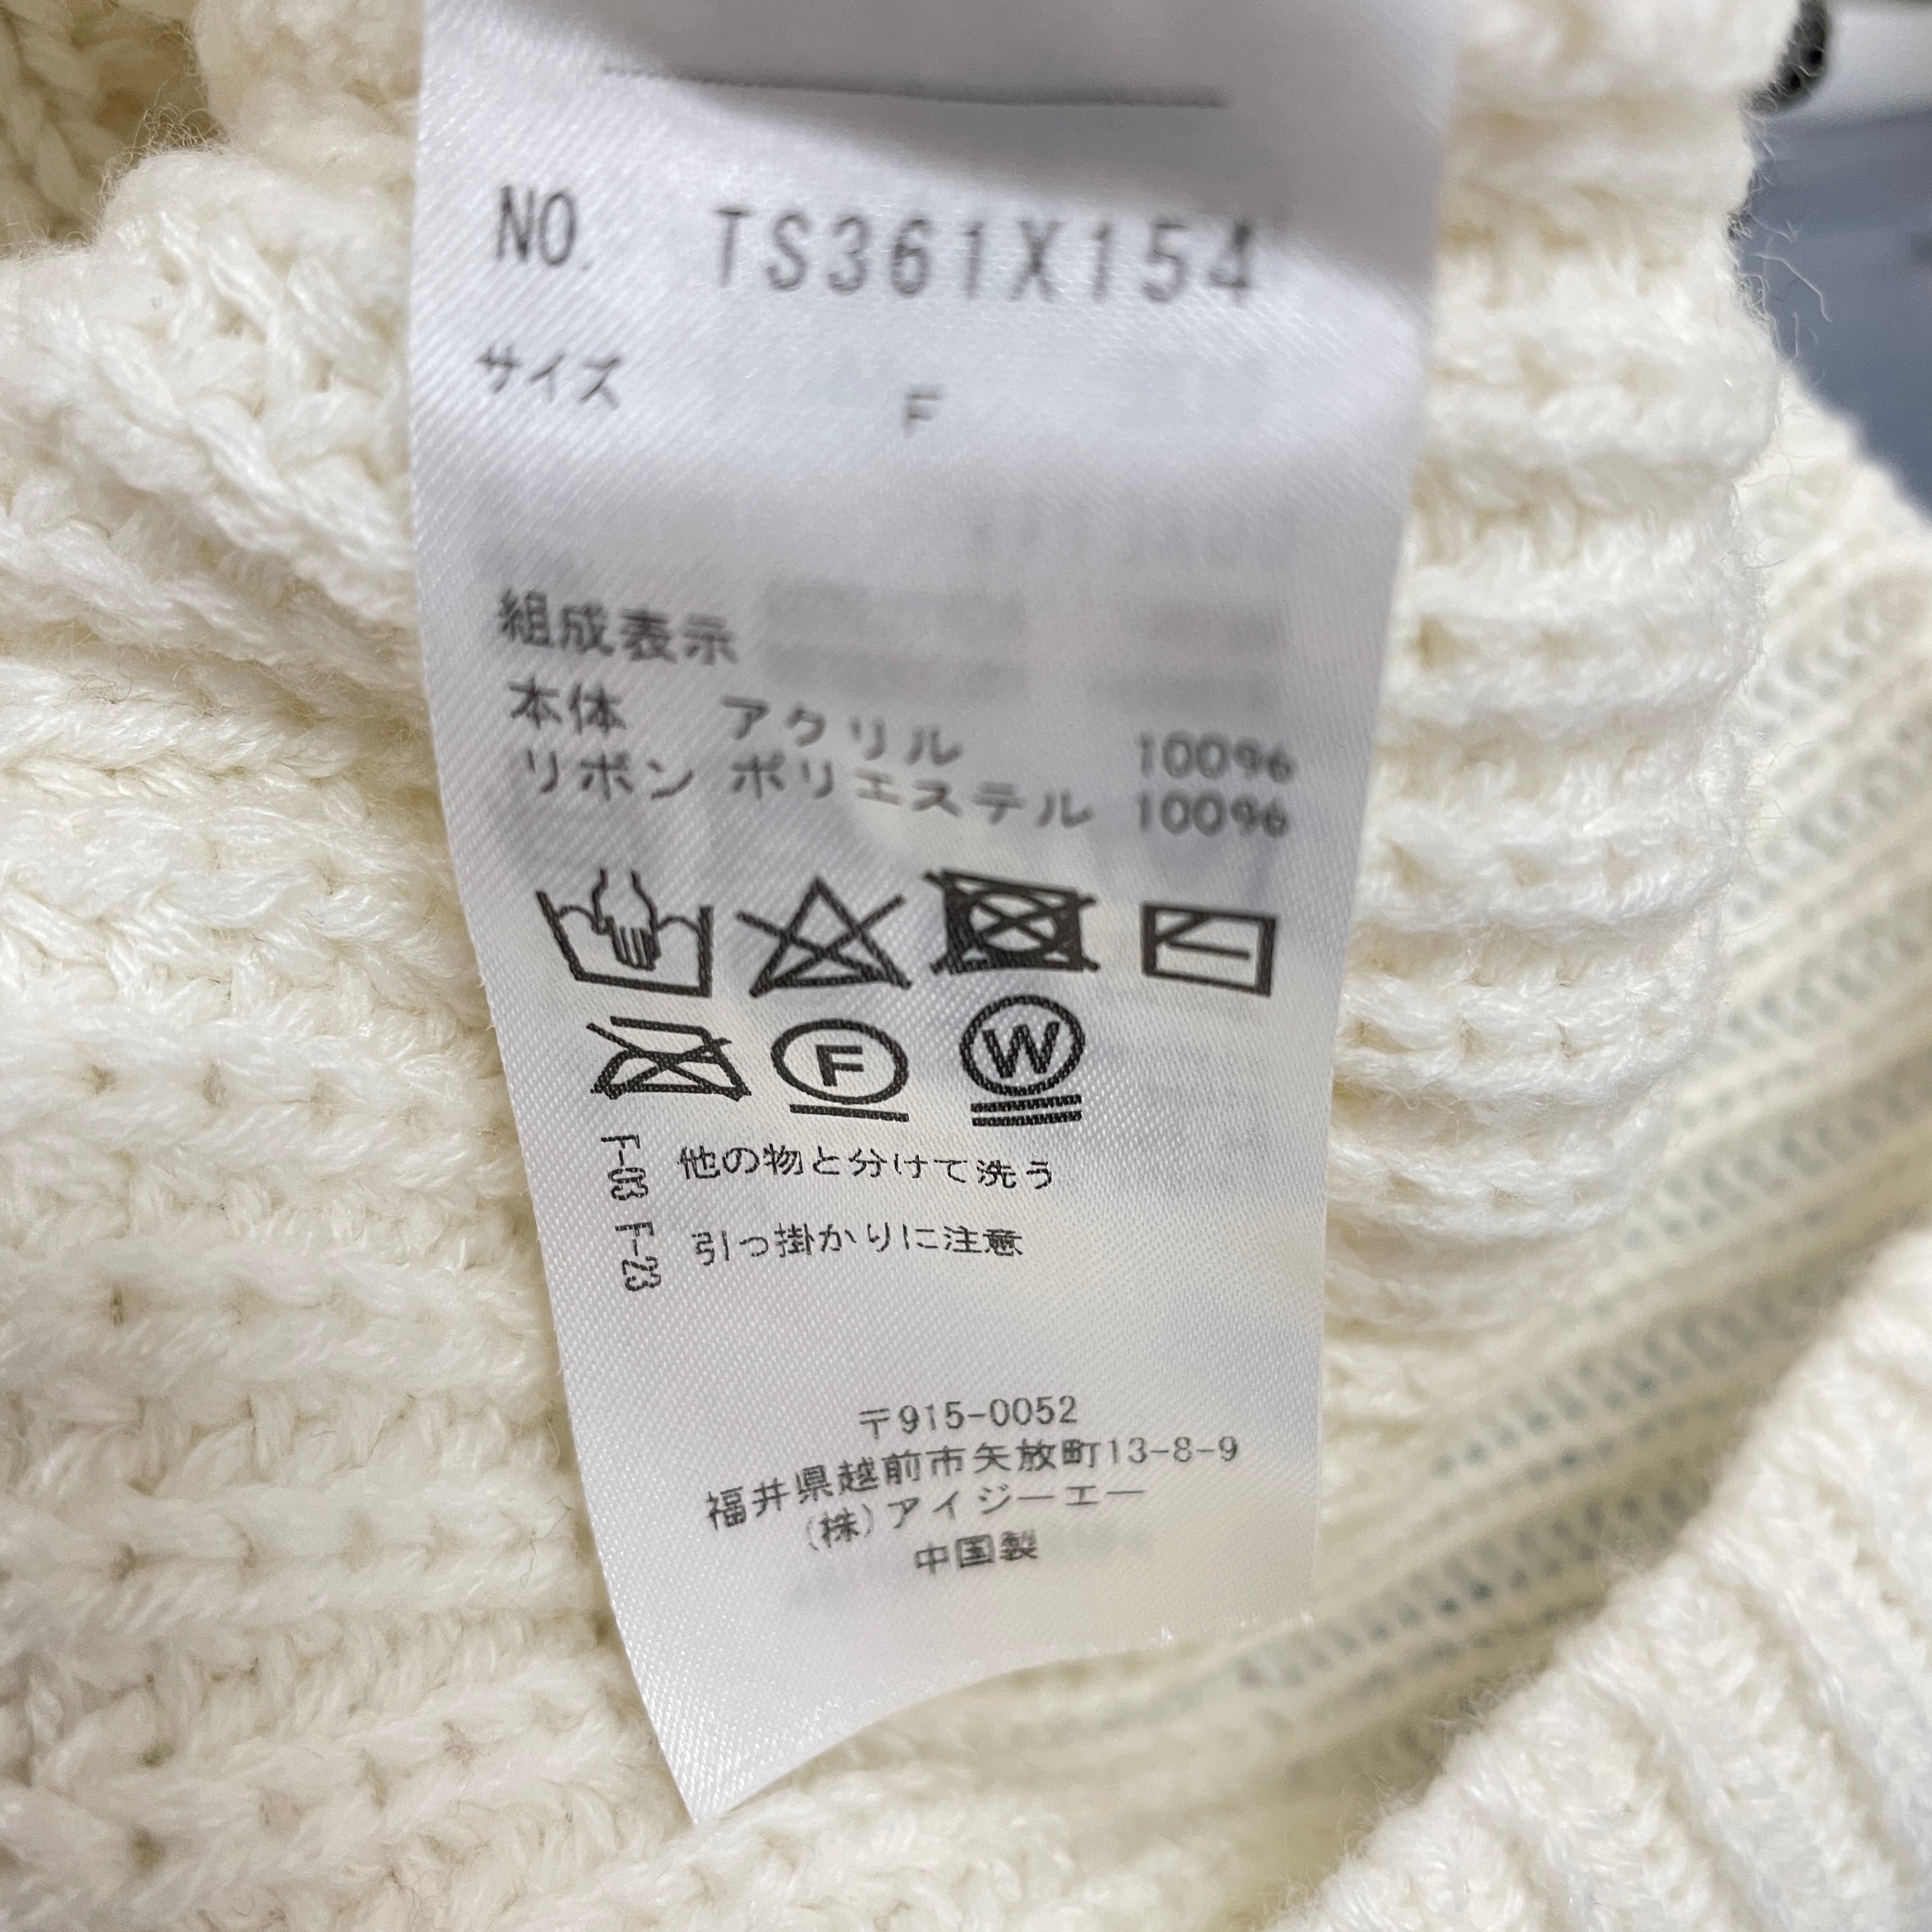 NO. TS361X154
サイズ F
組成表示
本体 アクリル 100%
リボン ポリエステル 100%
F
W
F-03 他の物と分けて洗う
F-23 引っ掛かりに注意
〒915-0052
福井県越前市矢放町13-8-9
(株)アイジーエー
中国製